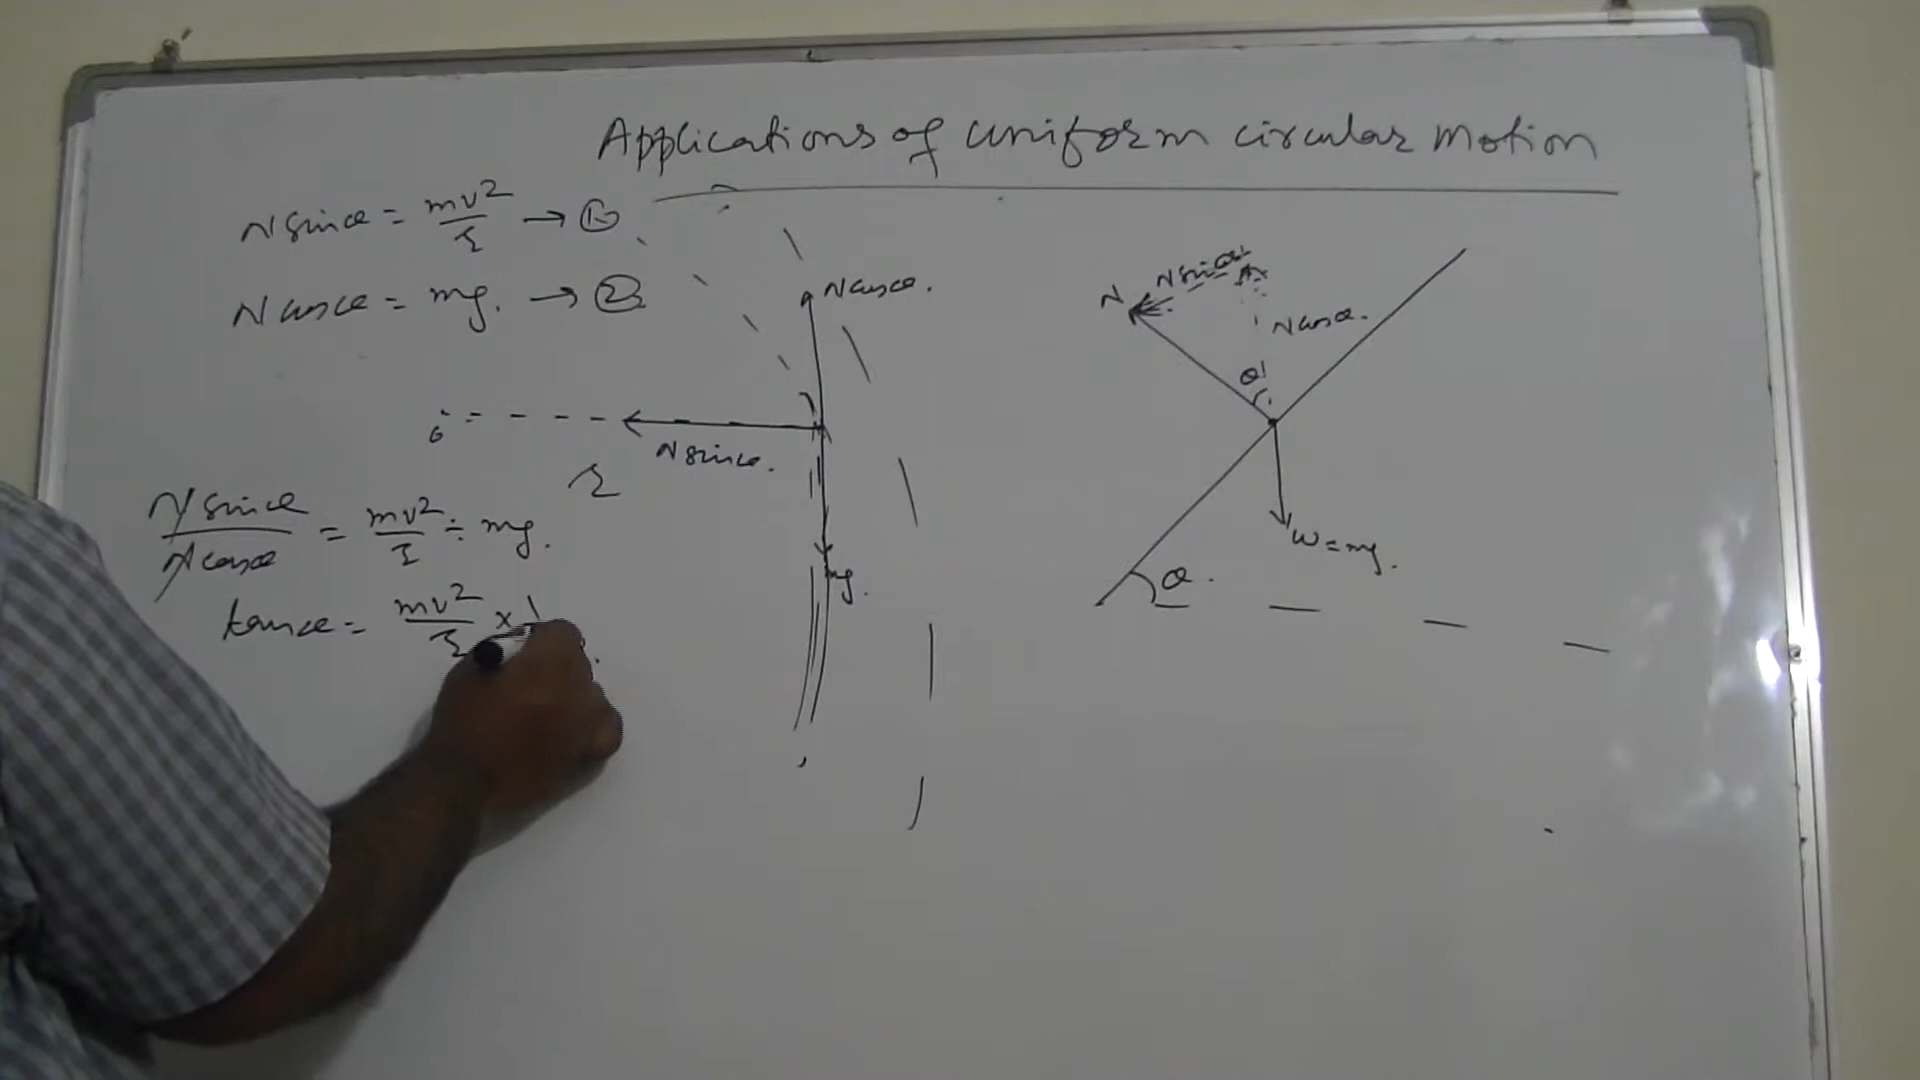 Applications of uniform circular motion
N sinθ = mv²/r → ①
N cosθ = mg. → ②
N cosθ.
N sinθ.
o
r
mg.
N sinθ/N cosθ = mv²/r ÷ mg.
tanθ = mv²/r × 1
N
N sinθ
N cosθ.
θ
W = mg.
θ.